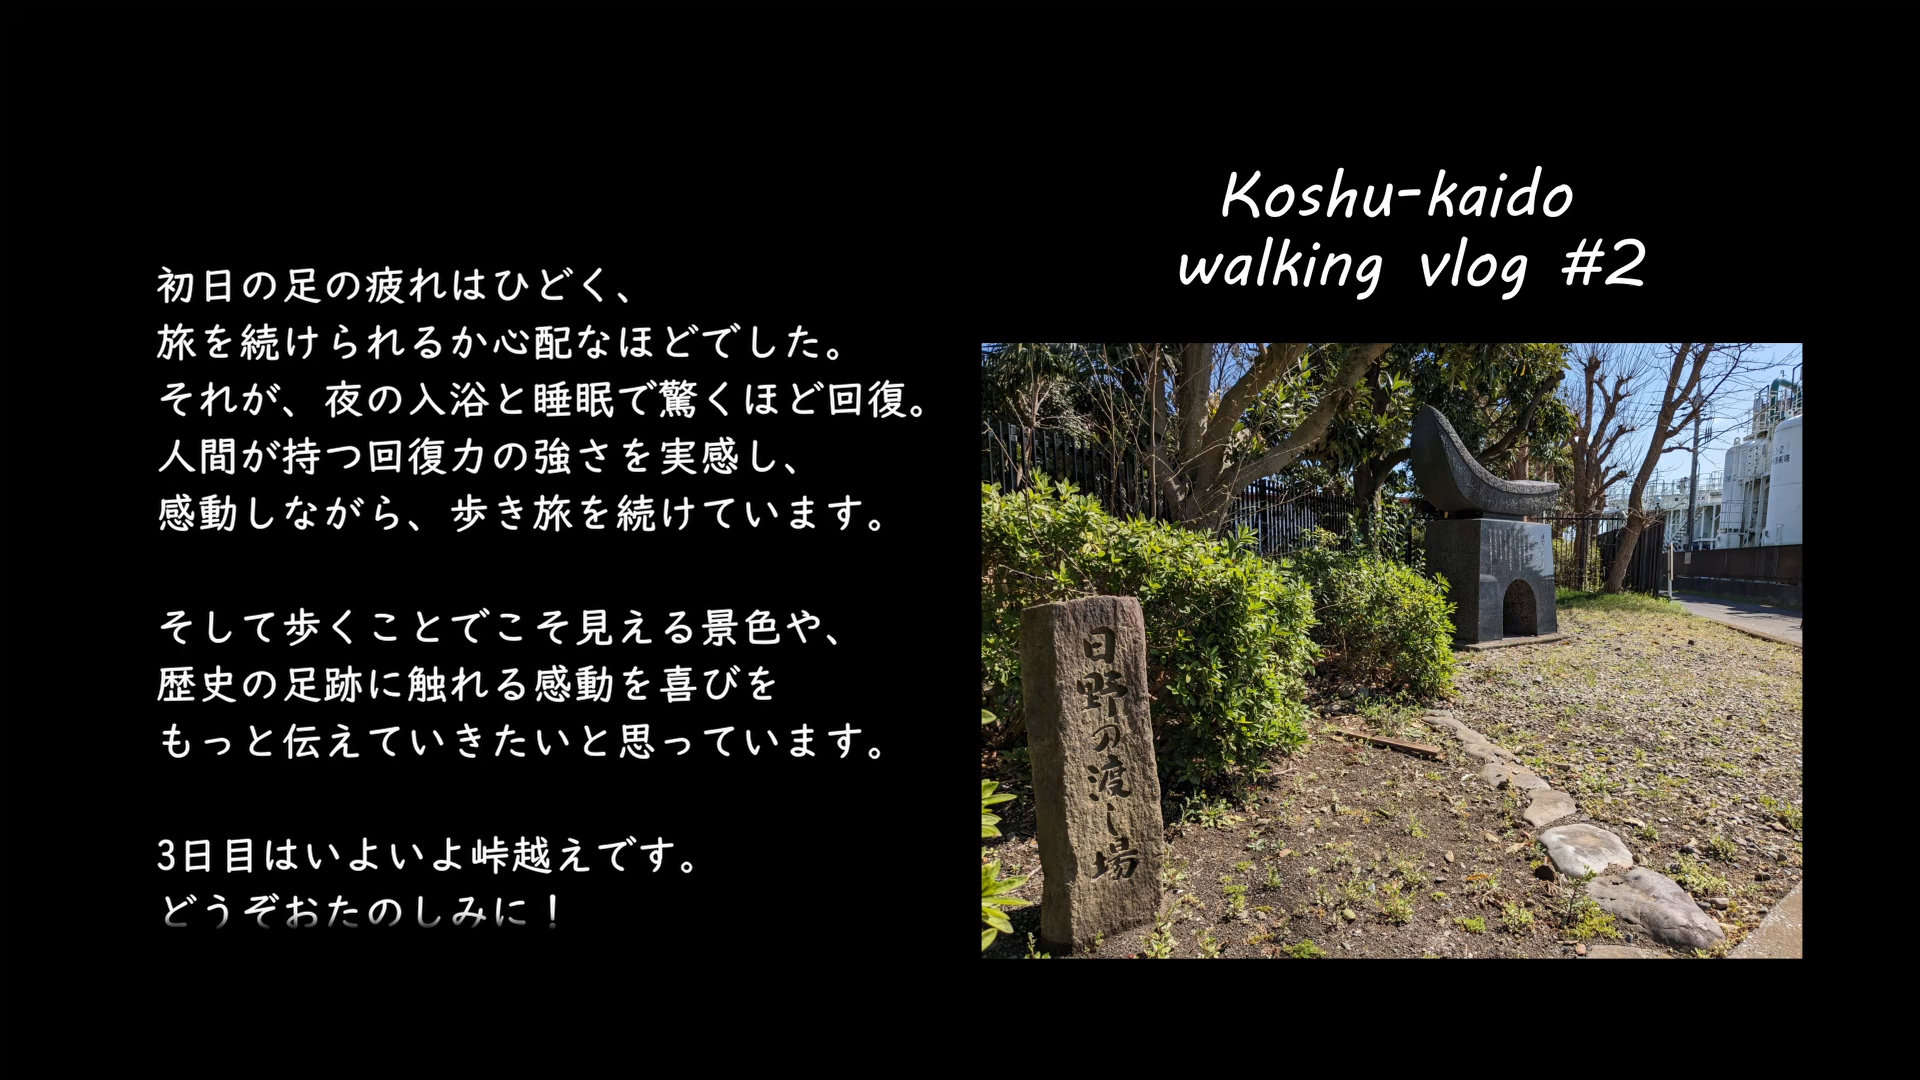 初日の足の疲れはひどく、
旅を続けられるか心配なほどでした。
それが、夜の入浴と睡眠で驚くほど回復。
人間が持つ回復力の強さを実感し、
感動しながら、歩き旅を続けています。
そして歩くことでこそ見える景色や、
歴史の足跡に触れる感動を喜びを
もっと伝えていきたいと思っています。
3日目はいよいよ峠越えです。
どうぞおたのしみに！
Koshu-kaido
walking vlog #2
日野の渡し場